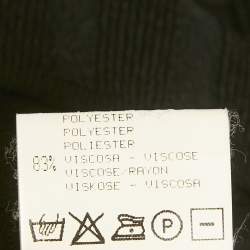 POLYESTER
POLYESTER
POLIESTER
83% VISCOSA - VISCOSE
VISCOSE/RAYON
VISKOSE - VISCOSA
P